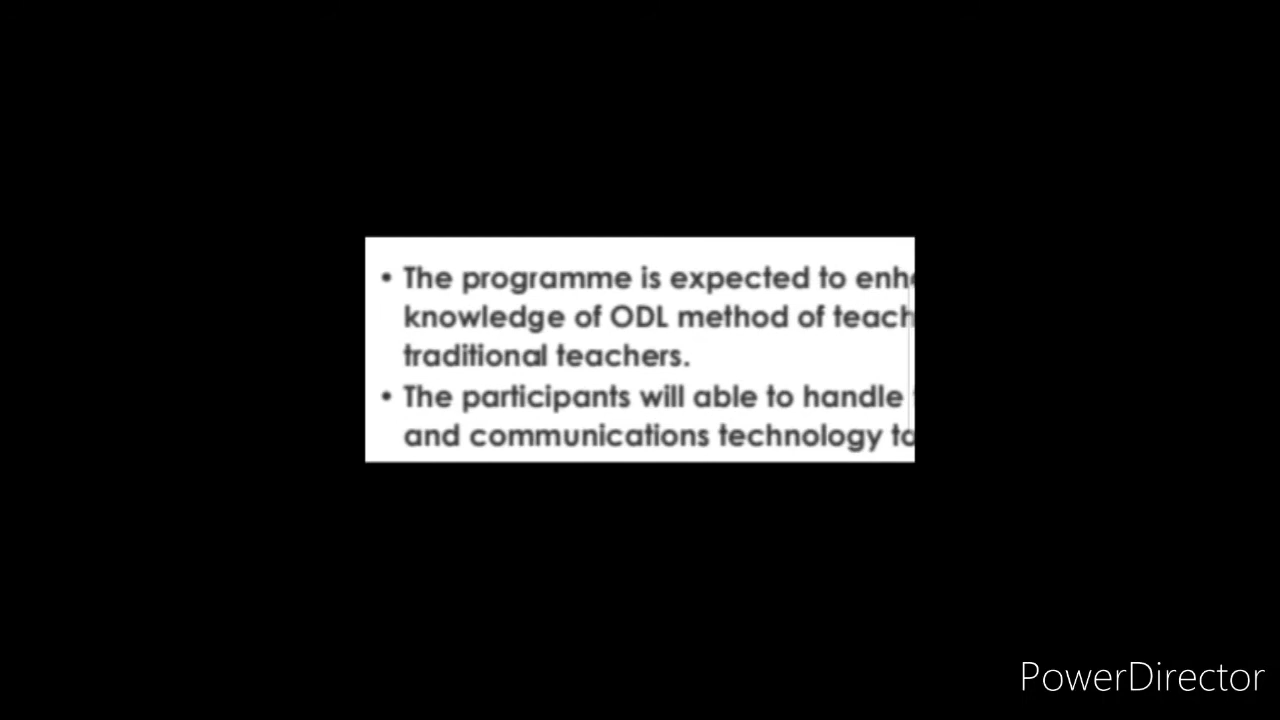 • The programme is expected to enh
knowledge of ODL method of teach
traditional teachers.
• The participants will able to handle
and communications technology to
PowerDirector